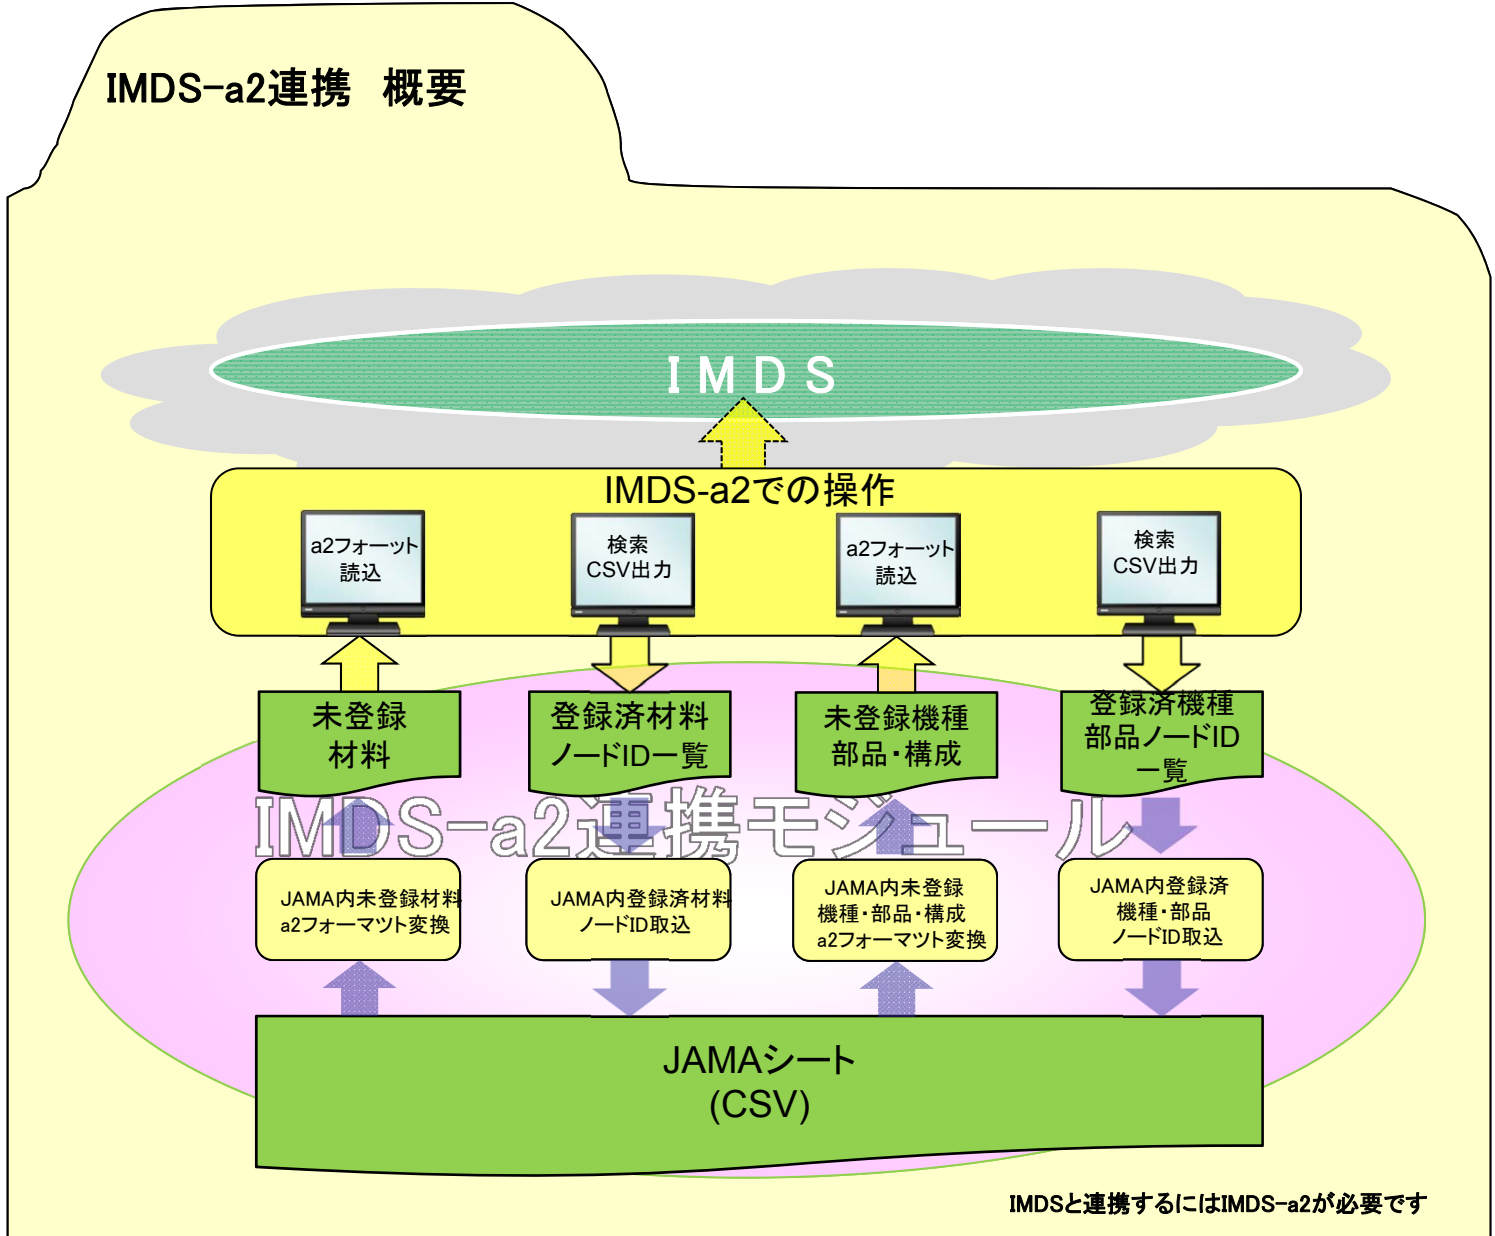 IMDS-a2連携　概要
IMDS
IMDS-a2での操作
a2フォーット
読込
検索
CSV出力
a2フォーット
読込
検索
CSV出力
未登録
材料
登録済材料
ノードID一覧
未登録機種
部品・構成
登録済機種
部品ノードID
一覧
IMDS-a2連携モジュール
JAMA内未登録材料
a2フォーマツト変換
JAMA内登録済材料
ノードID取込
JAMA内未登録
機種・部品・構成
a2フォーマツト変換
JAMA内登録済
機種・部品
ノードID取込
JAMAシート
(CSV)
IMDSと連携するにはIMDS-a2が必要です